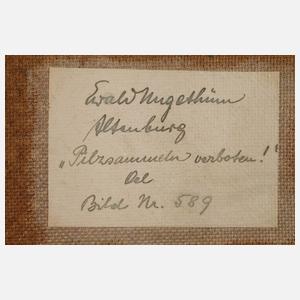 Ewald Ungethüm
Altenburg
„Pilzsammeln verboten!"
Oel
Bild Nr. 589